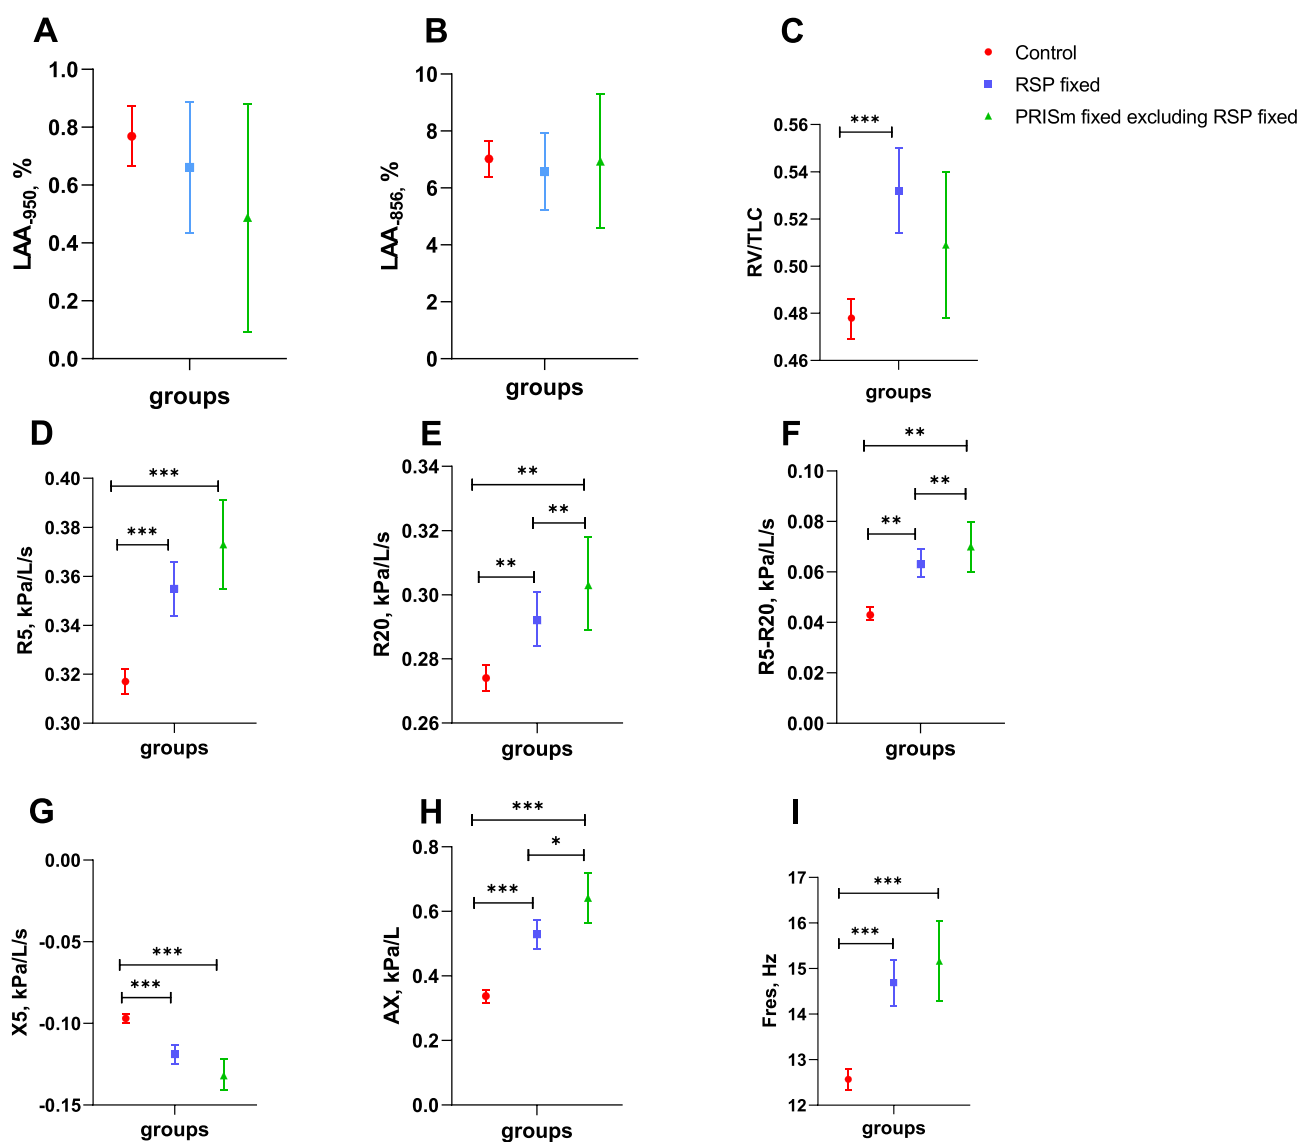 A
B
C
Control
RSP fixed
PRISm fixed excluding RSP fixed
LAA-950, %
1.0
0.8
0.6
0.4
0.2
0.0
groups
LAA-856, %
10
8
6
4
2
0
groups
RV/TLC
***
0.56
0.54
0.52
0.50
0.48
0.46
groups
D
E
F
R5, kPa/L/s
***
***
0.40
0.38
0.36
0.34
0.32
0.30
groups
R20, kPa/L/s
**
**
**
0.34
0.32
0.30
0.28
0.26
groups
R5-R20, kPa/L/s
**
**
**
0.10
0.08
0.06
0.04
0.02
0.00
groups
G
H
I
X5, kPa/L/s
***
***
0.00
-0.05
-0.10
-0.15
groups
AX, kPa/L
***
*
***
0.8
0.6
0.4
0.2
0.0
groups
Fres, Hz
***
***
17
16
15
14
13
12
groups